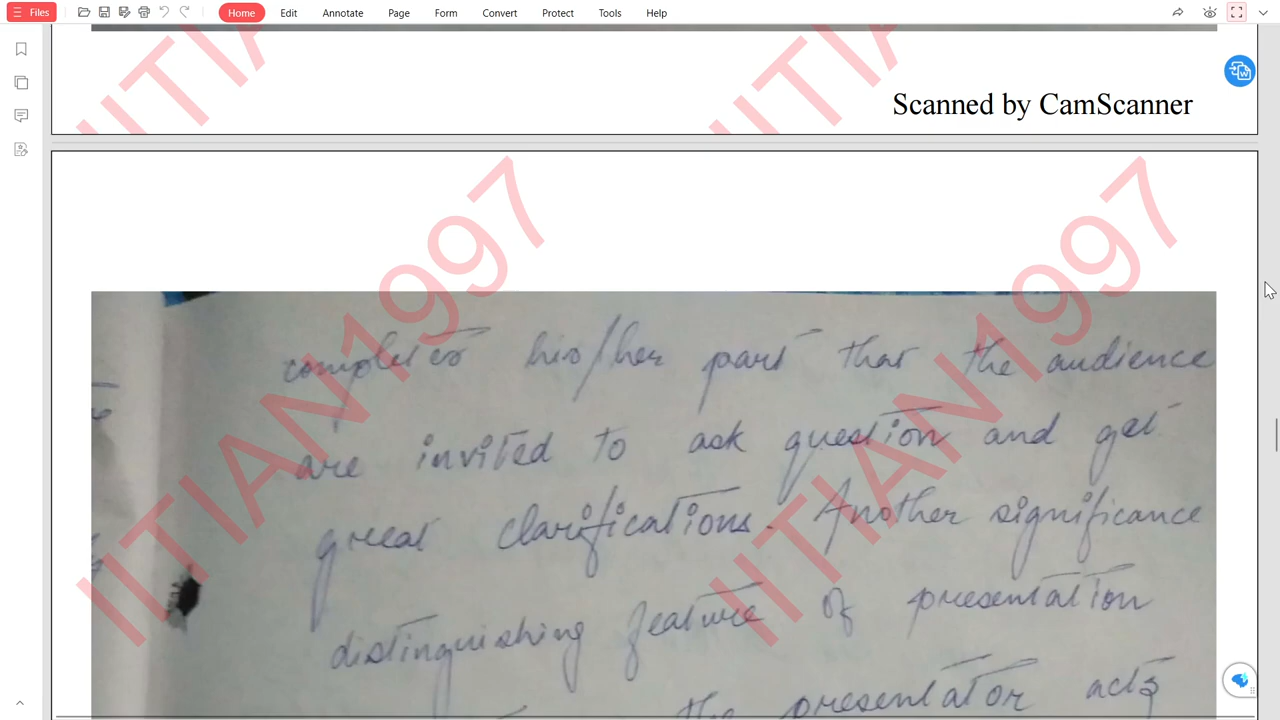 Files
Home Edit Annotate Page Form Convert Protect Tools Help
Scanned by CamScanner
IITIAN1997
IITIAN1997
completes his/her part that the audience
are invited to ask question and get
great clarifications. Another significance
distinguishing feature of presentation
the presentator acts